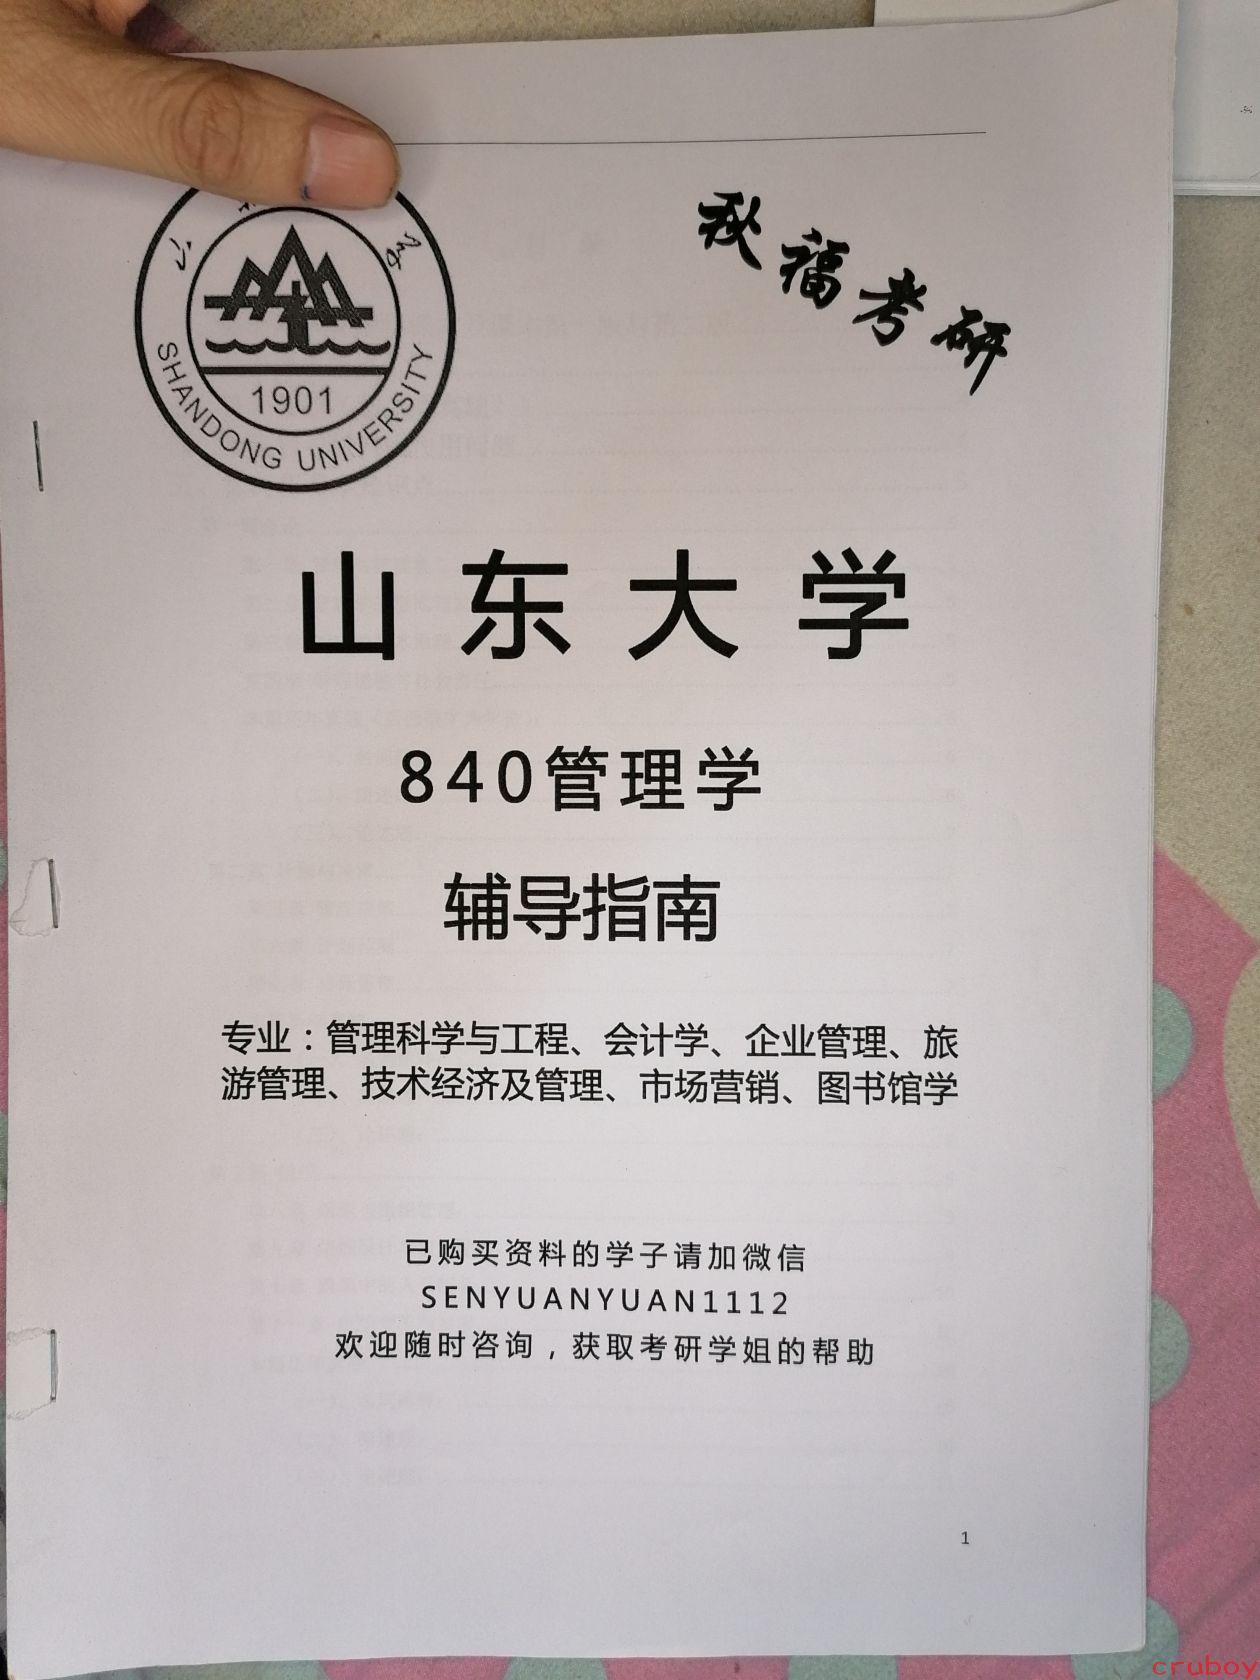 秋福考研
SHANDONG UNIVERSITY
1901
山东大学
840管理学
辅导指南
专业：管理科学与工程、会计学、企业管理、旅
游管理、技术经济及管理、市场营销、图书馆学
已购买资料的学子请加微信
SENYUANYUAN1112
欢迎随时咨询，获取考研学姐的帮助
1
cruboy